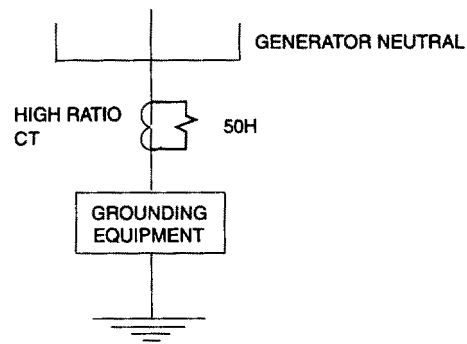 GENERATOR NEUTRAL
HIGH RATIO
CT
50H
GROUNDING
EQUIPMENT